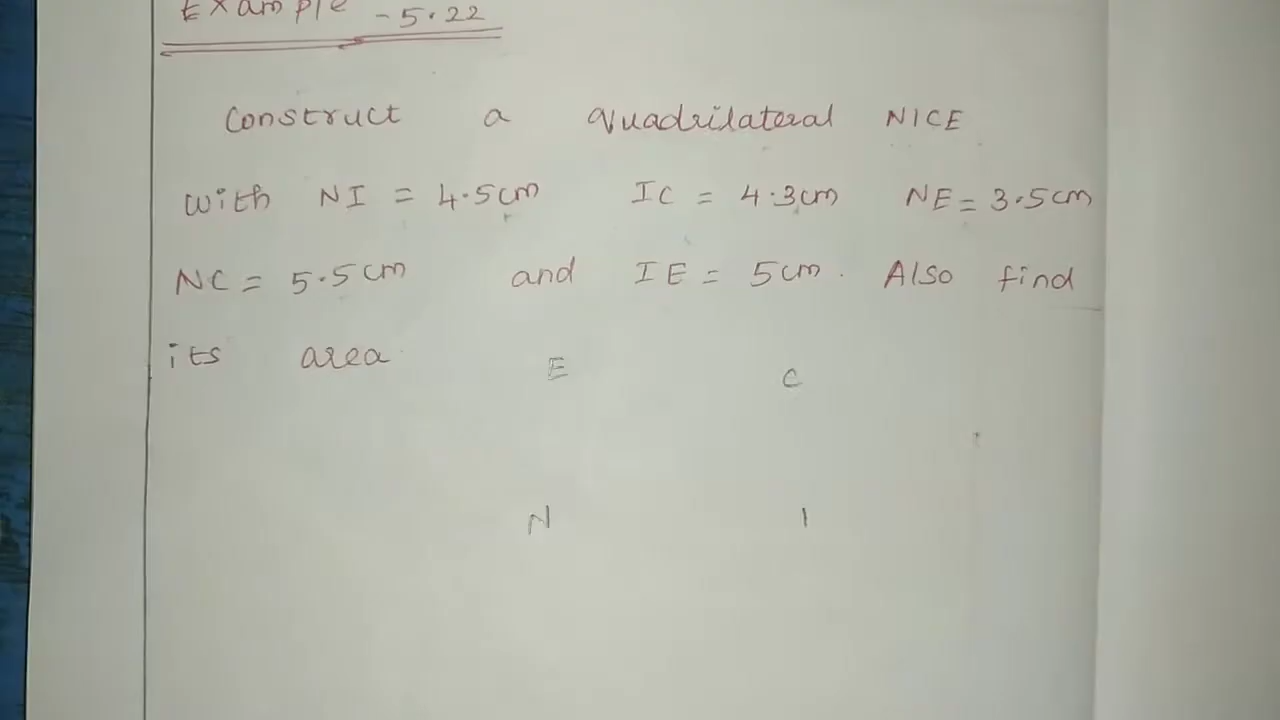 Example -5.22
Construct a quadrilateral NICE
with NI = 4.5cm IC = 4.3cm NE = 3.5cm
NC = 5.5cm and IE = 5cm. Also find
its area
E C
N I